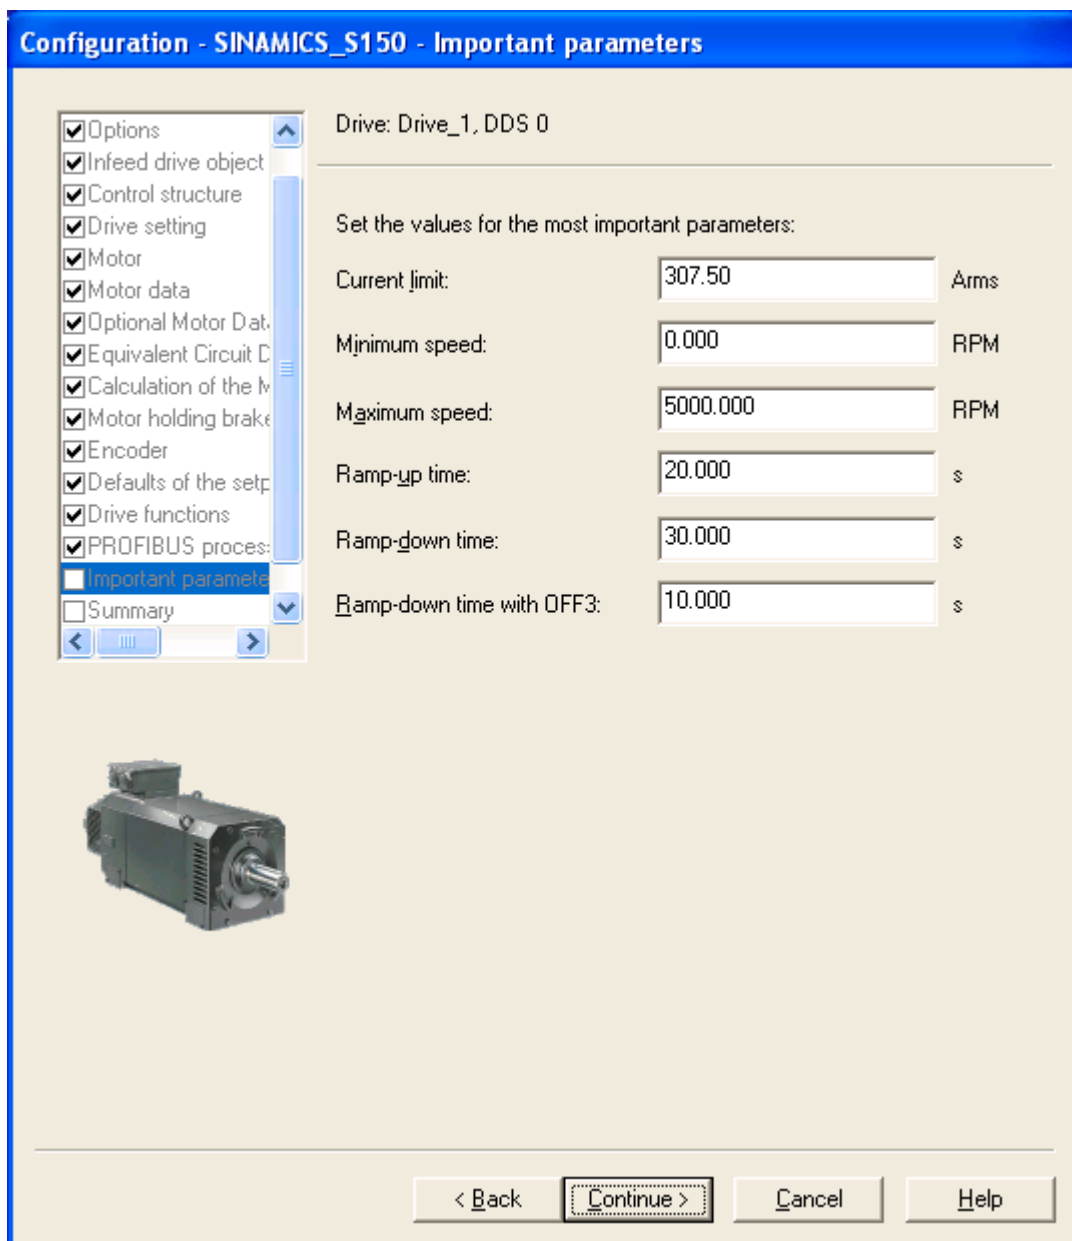 Configuration - SINAMICS_S150 - Important parameters
Options
Infeed drive object
Control structure
Drive setting
Motor
Motor data
Optional Motor Dat
Equivalent Circuit D
Calculation of the M
Motor holding brake
Encoder
Defaults of the setp
Drive functions
PROFIBUS process
Important paramete
Summary
Drive: Drive_1, DDS 0
Set the values for the most important parameters:
Current limit: 307.50 Arms
Minimum speed: 0.000 RPM
Maximum speed: 5000.000 RPM
Ramp-up time: 20.000 s
Ramp-down time: 30.000 s
Ramp-down time with OFF3: 10.000 s
< Back Continue > Cancel Help